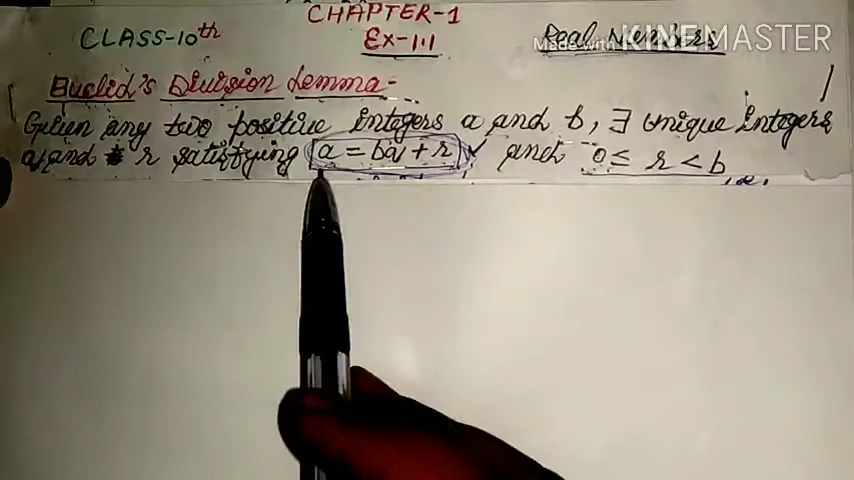 CHAPTER-1
CLASS-10th Ex-1.1 Real Numbers
Made with KINEMASTER
Euclid's Division Lemma-
Given any two positive integers a and b, ∃ unique integers
q and r satisfying a = bq + r and 0 ≤ r < b